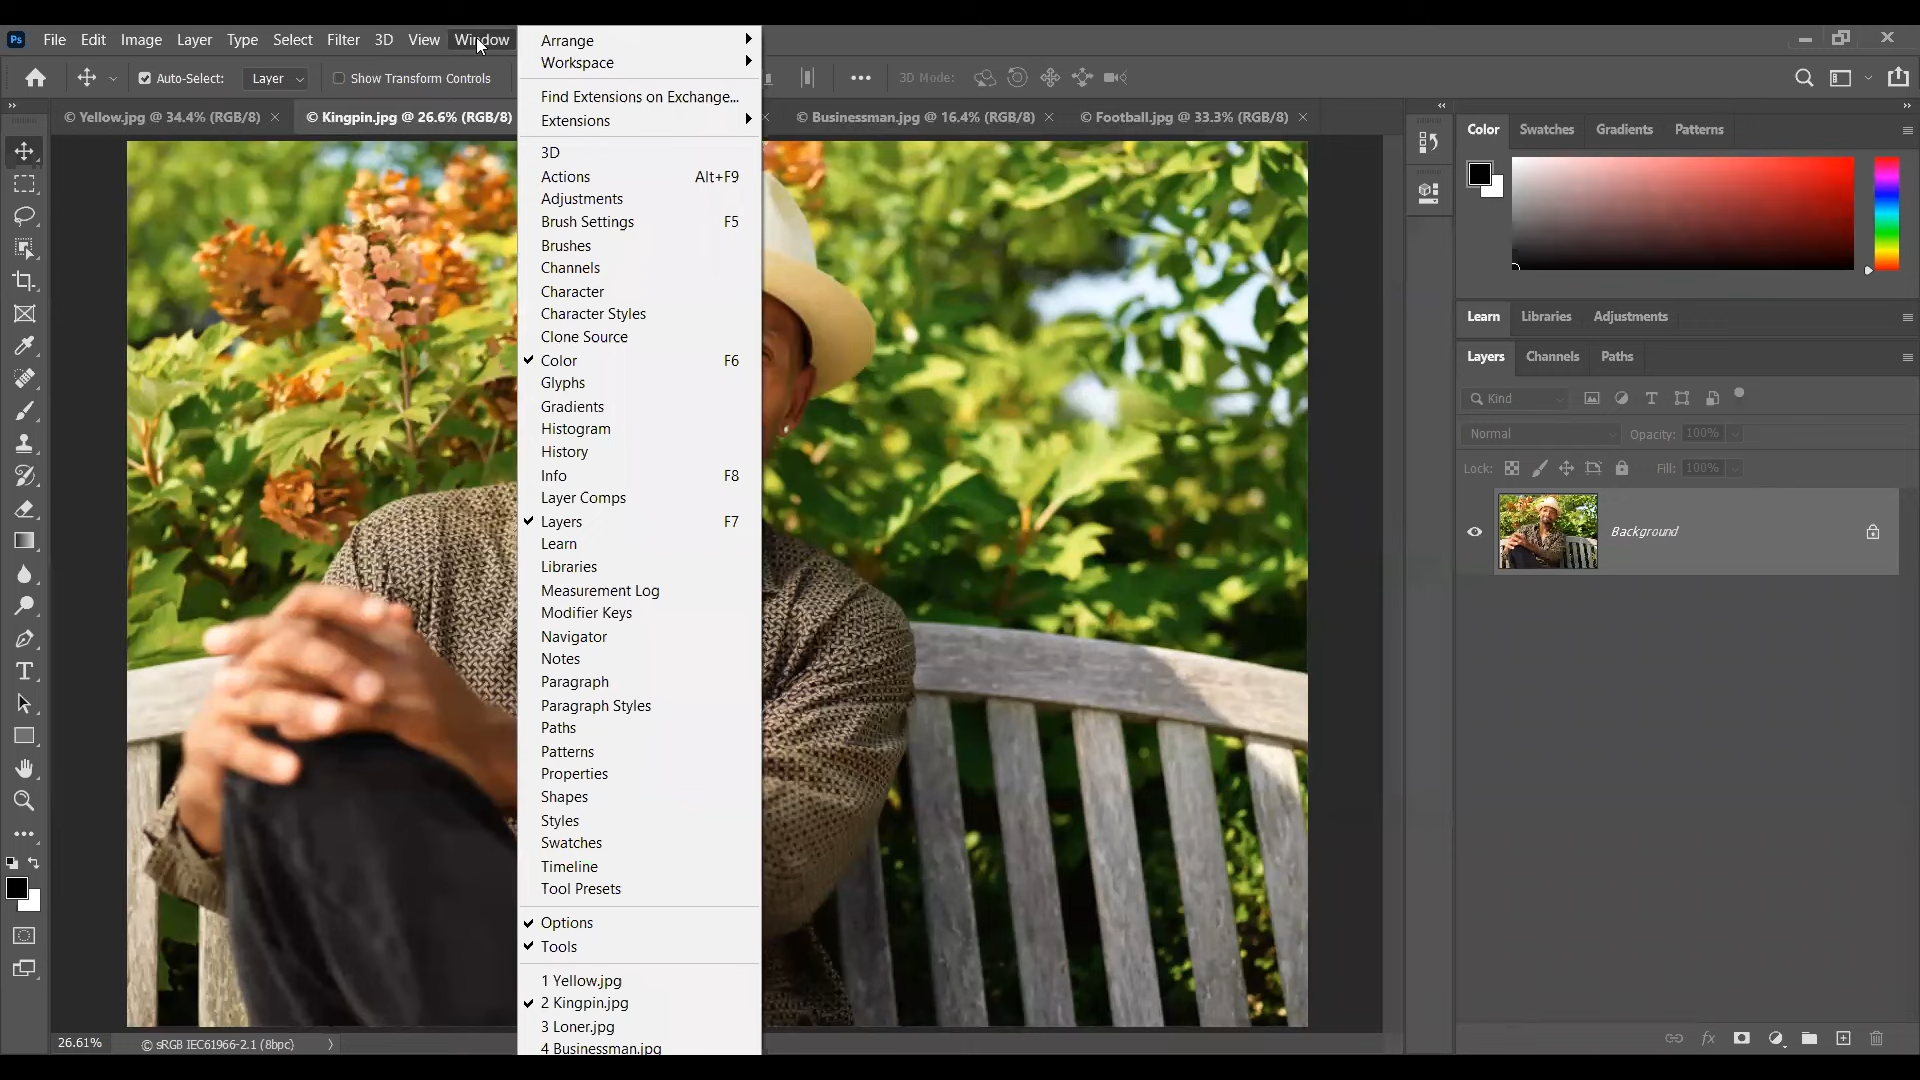 Ps File Edit Image Layer Type Select Filter 3D View Window
Auto-Select: Layer Show Transform Controls 3D Mode:
© Yellow.jpg @ 34.4% (RGB/8) © Kingpin.jpg @ 26.6% (RGB/8) © Businessman.jpg @ 16.4% (RGB/8) © Football.jpg @ 33.3% (RGB/8)
Arrange
Workspace
Find Extensions on Exchange...
Extensions
3D
Actions Alt+F9
Adjustments
Brush Settings F5
Brushes
Channels
Character
Character Styles
Clone Source
Color F6
Glyphs
Gradients
Histogram
History
Info F8
Layer Comps
Layers F7
Learn
Libraries
Measurement Log
Modifier Keys
Navigator
Notes
Paragraph
Paragraph Styles
Paths
Patterns
Properties
Shapes
Styles
Swatches
Timeline
Tool Presets
Options
Tools
1 Yellow.jpg
2 Kingpin.jpg
3 Loner.jpg
4 Businessman.jpg
Color Swatches Gradients Patterns
Learn Libraries Adjustments
Layers Channels Paths
Kind
Normal Opacity: 100%
Lock: Fill: 100%
Background
fx
26.61% © sRGB IEC61966-2.1 (8bpc)